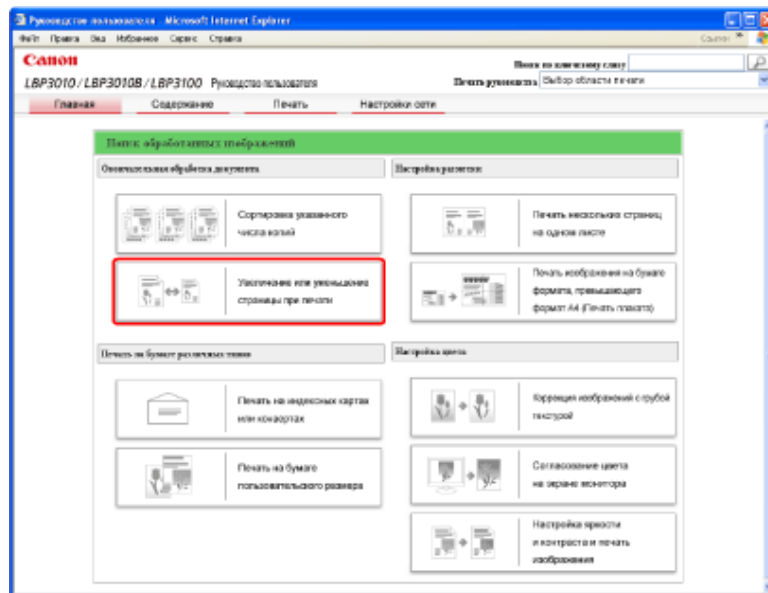 Руководство пользователя - Microsoft Internet Explorer
Файл Правка Вид Избранное Сервис Справка
Ссылки
Canon
Поиск по ключевому слову
LBP3010/LBP3010B/LBP3100 Руководство пользователя
Печать руководства Выбор области печати
Главная Содержание Печать Настройки сети
Поиск обработанных изображений
Окончательная обработка документа
Настройка разметки
Сортировка указанного
числа копий
Печать нескольких страниц
на одном листе
Увеличение или уменьшение
страницы при печати
Печать изображения на бумаге
формата, превышающего
формат A4 (Печать плаката)
Печать на бумаге различных типов
Настройка цвета
Печать на индексных картах
или конвертах
Коррекция изображений с грубой
текстурой
Печать на бумаге
пользовательского размера
Согласование цвета
на экране монитора
Настройка яркости
и контраста и печать
изображения